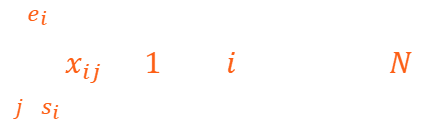 eᵢ
xᵢⱼ 1 i N
j sᵢ